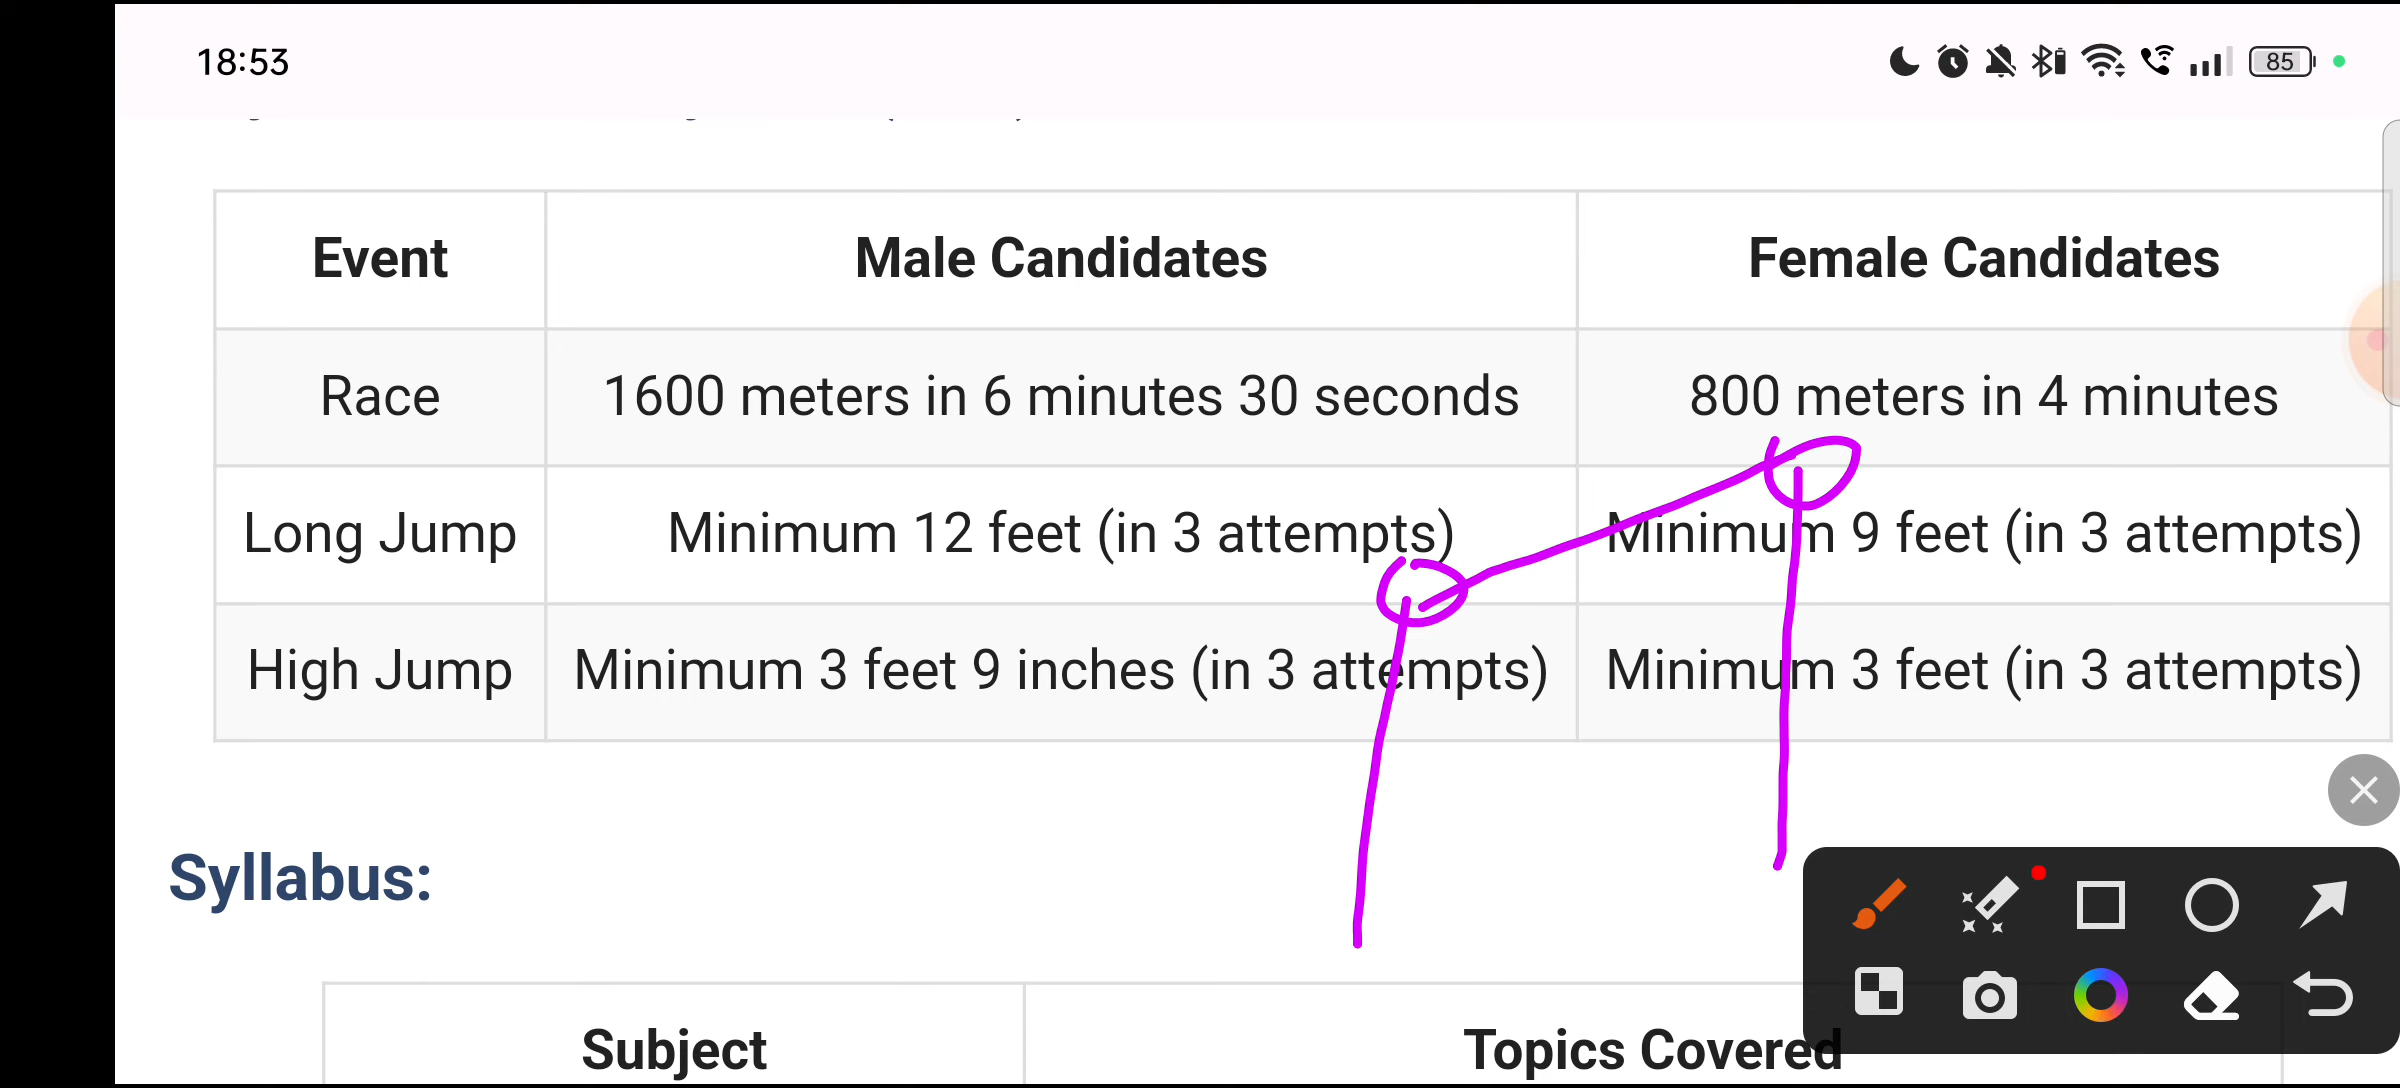 18:53
85
Event Male Candidates Female Candidates
Race 1600 meters in 6 minutes 30 seconds 800 meters in 4 minutes
Long Jump Minimum 12 feet (in 3 attempts) Minimum 9 feet (in 3 attempts)
High Jump Minimum 3 feet 9 inches (in 3 attempts) Minimum 3 feet (in 3 attempts)
Syllabus:
Subject Topics Covered